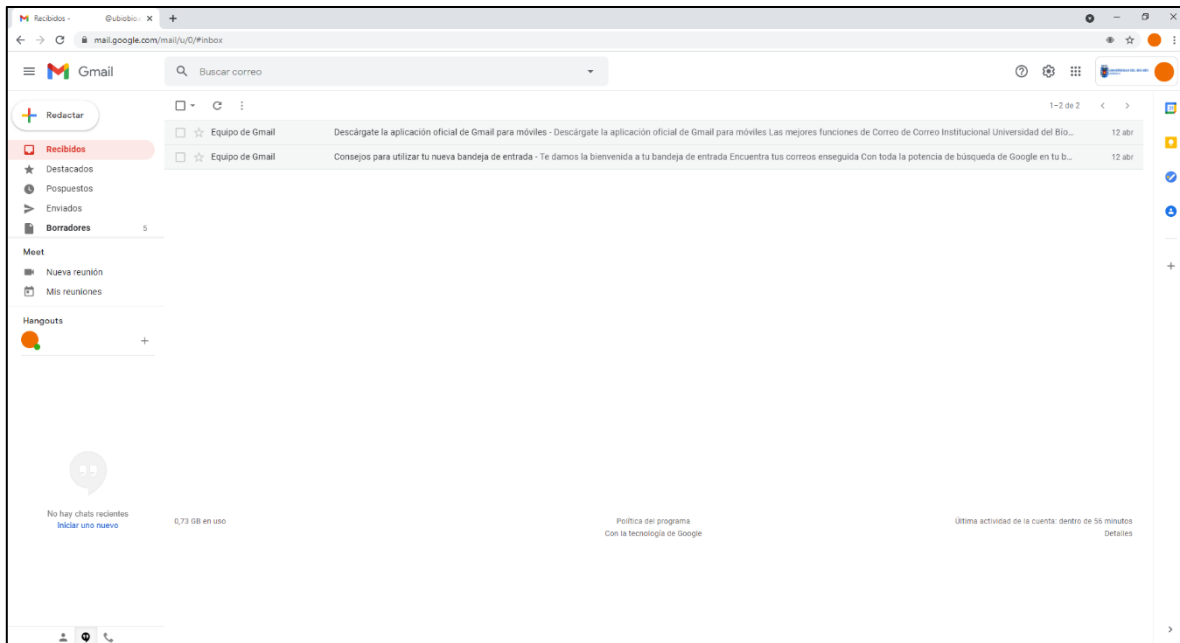 Recibidos - @ubiobio.c
mail.google.com/mail/u/0/#inbox
Gmail
Buscar correo
Redactar
1-2 de 2
Equipo de Gmail Descárgate la aplicación oficial de Gmail para móviles - Descárgate la aplicación oficial de Gmail para móviles Las mejores funciones de Correo de Correo Institucional Universidad del Bío... 12 abr
Equipo de Gmail Consejos para utilizar tu nueva bandeja de entrada - Te damos la bienvenida a tu bandeja de entrada Encuentra tus correos enseguida Con toda la potencia de búsqueda de Google en tu b... 12 abr
Recibidos
Destacados
Pospuestos
Enviados
Borradores 5
Meet
Nueva reunión
Mis reuniones
Hangouts
No hay chats recientes
Iniciar uno nuevo
0,73 GB en uso
Política del programa
Con la tecnología de Google
Última actividad de la cuenta: dentro de 56 minutos
Detalles